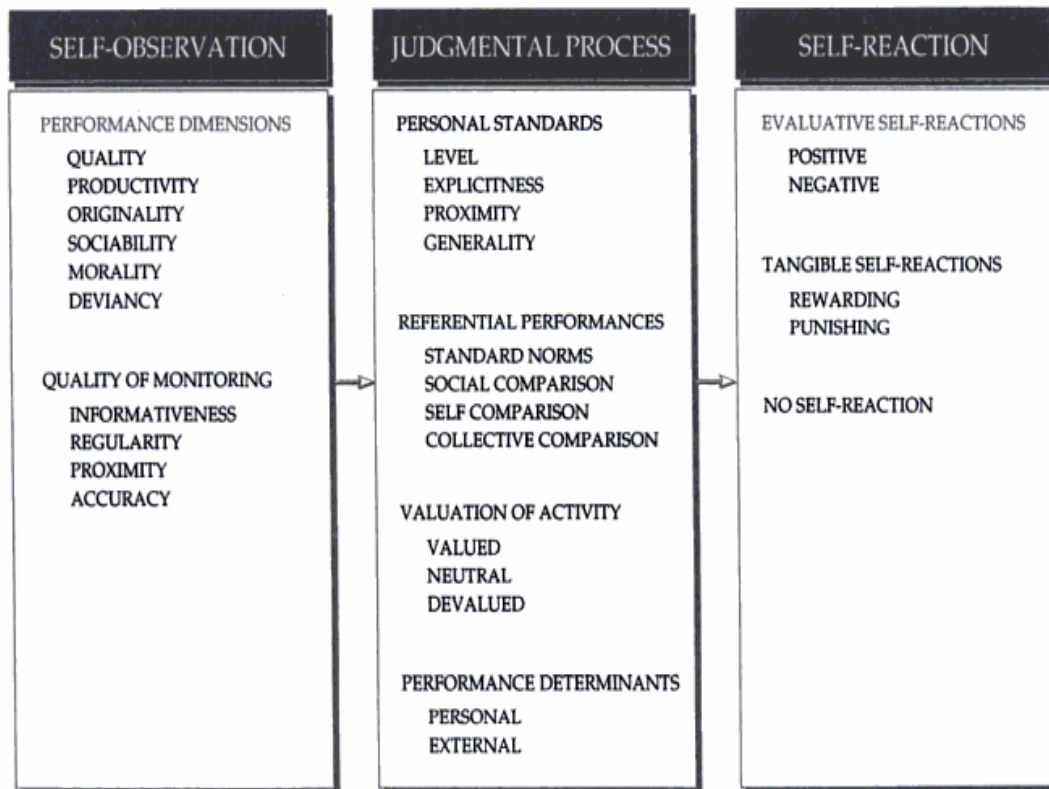 SELF-OBSERVATION
PERFORMANCE DIMENSIONS
QUALITY
PRODUCTIVITY
ORIGINALITY
SOCIABILITY
MORALITY
DEVIANCY
QUALITY OF MONITORING
INFORMATIVENESS
REGULARITY
PROXIMITY
ACCURACY
JUDGMENTAL PROCESS
PERSONAL STANDARDS
LEVEL
EXPLICITNESS
PROXIMITY
GENERALITY
REFERENTIAL PERFORMANCES
STANDARD NORMS
SOCIAL COMPARISON
SELF COMPARISON
COLLECTIVE COMPARISON
VALUATION OF ACTIVITY
VALUED
NEUTRAL
DEVALUED
PERFORMANCE DETERMINANTS
PERSONAL
EXTERNAL
SELF-REACTION
EVALUATIVE SELF-REACTIONS
POSITIVE
NEGATIVE
TANGIBLE SELF-REACTIONS
REWARDING
PUNISHING
NO SELF-REACTION